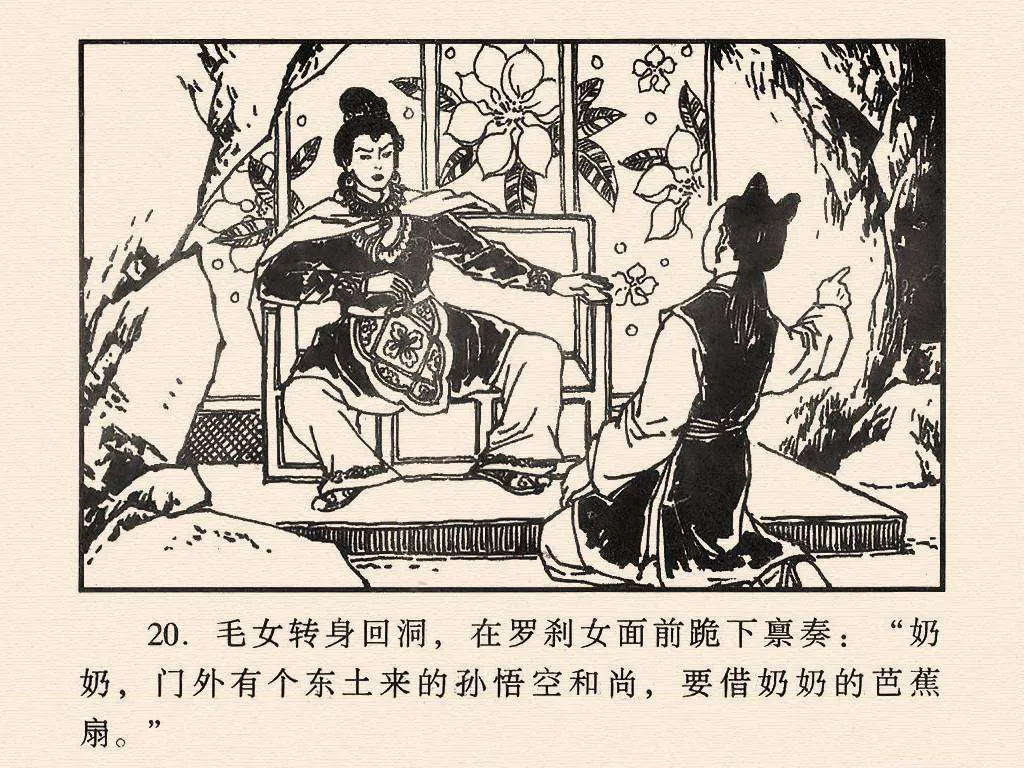 20. 毛女转身回洞，在罗刹女面前跪下禀奏：“奶
奶，门外有个东土来的孙悟空和尚，要借奶奶的芭蕉
扇。”